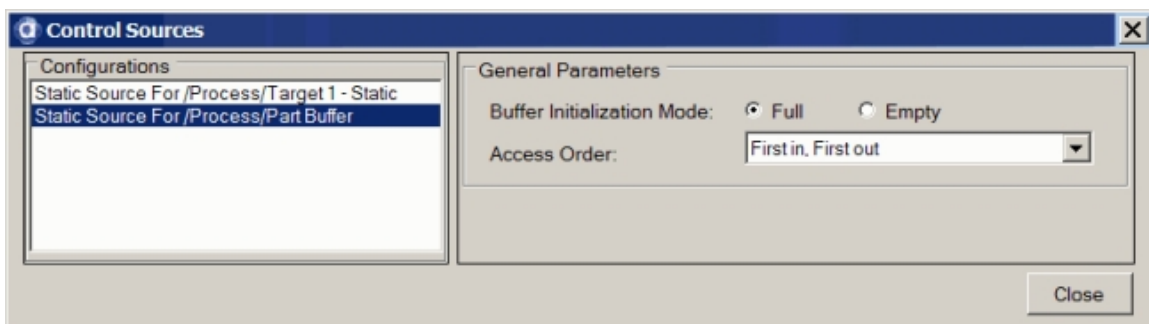 Control Sources
Configurations
Static Source For /Process/Target 1 - Static
Static Source For /Process/Part Buffer
General Parameters
Buffer Initialization Mode: Full Empty
Access Order: First in, First out
Close